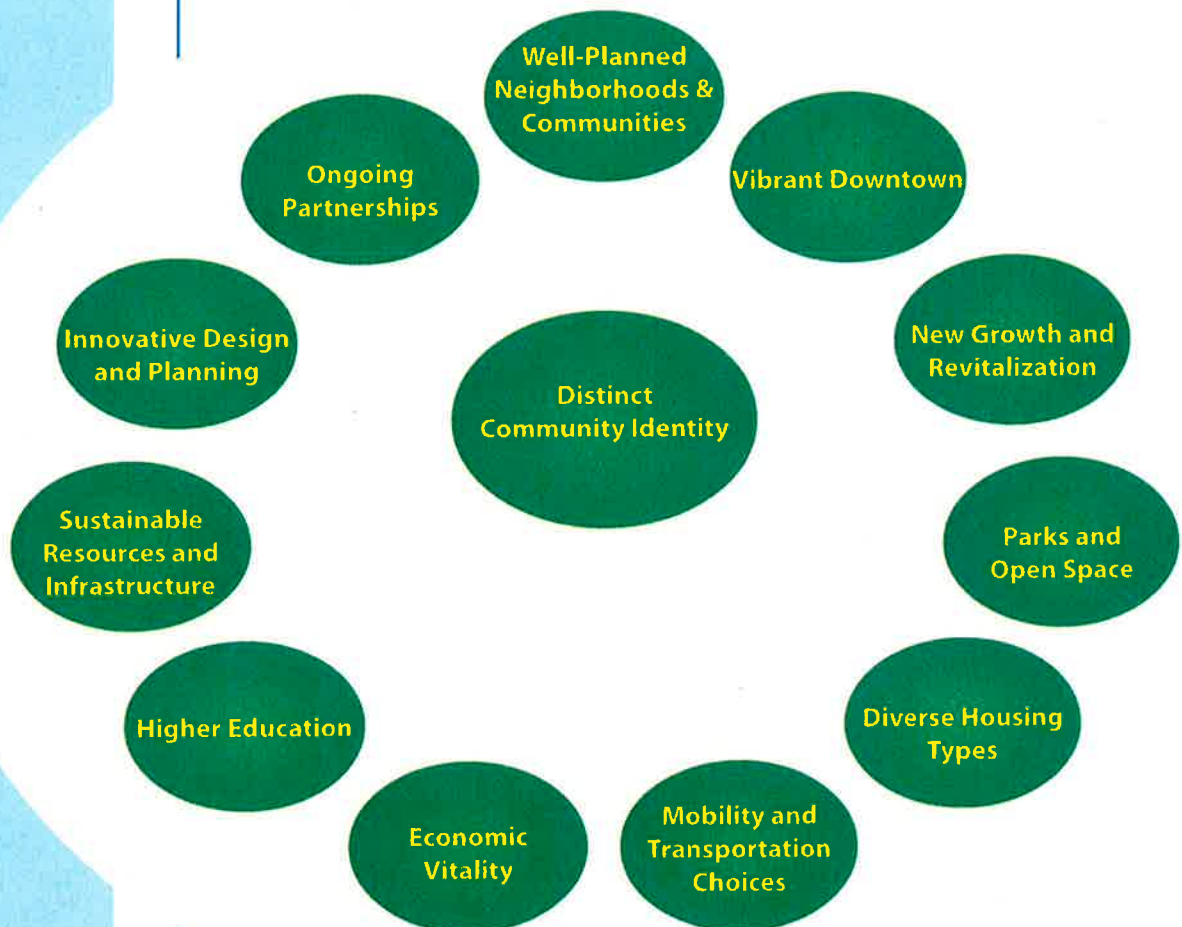 Well-Planned
Neighborhoods &
Communities
Vibrant Downtown
New Growth and
Revitalization
Parks and
Open Space
Diverse Housing
Types
Mobility and
Transportation
Choices
Economic
Vitality
Higher Education
Sustainable
Resources and
Infrastructure
Innovative Design
and Planning
Ongoing
Partnerships
Distinct
Community Identity